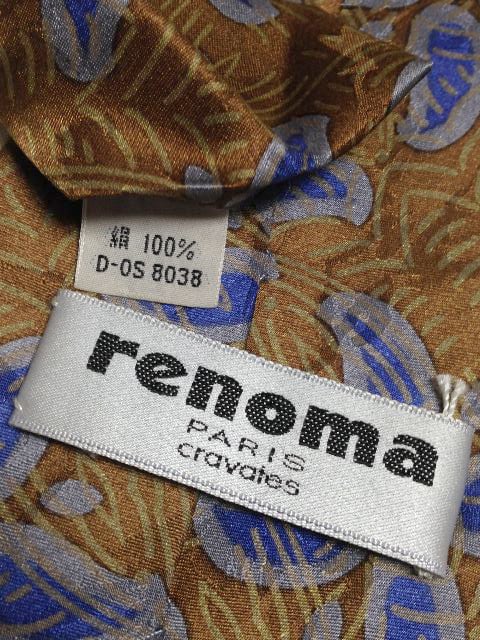 絹 100%
D-OS 8038
renoma
PARIS
cravates